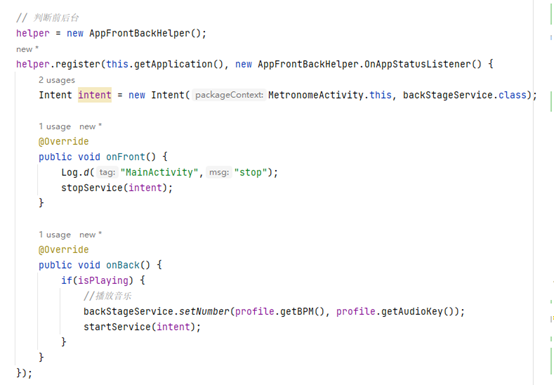 // 判断前后台
helper = new AppFrontBackHelper();
new *
helper.register(this.getApplication(), new AppFrontBackHelper.OnAppStatusListener() {
2 usages
Intent intent = new Intent( packageContext: MetronomeActivity.this, backStageService.class);
1 usage new *
@Override
public void onFront() {
Log.d( tag: "MainActivity", msg: "stop");
stopService(intent);
}
1 usage new *
@Override
public void onBack() {
if(isPlaying) {
//播放音乐
backStageService.setNumber(profile.getBPM(), profile.getAudioKey());
startService(intent);
}
}
});